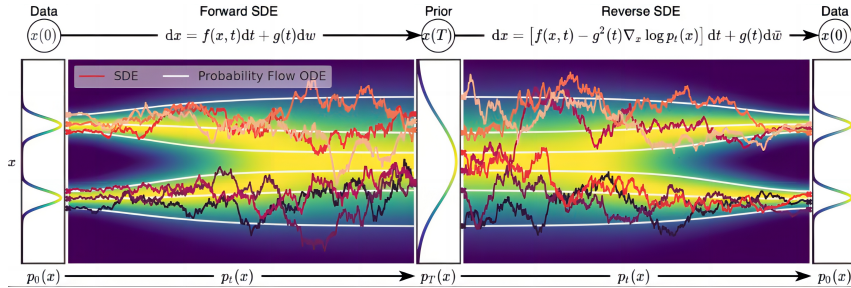 Data Forward SDE Prior Reverse SDE Data
x(0) dx = f(x, t)dt + g(t)dw x(T) dx = [f(x, t) − g²(t)∇ₓ log pₜ(x)] dt + g(t)dw̄ x(0)
SDE Probability Flow ODE
x
p₀(x) pₜ(x) p_T(x) pₜ(x) p₀(x)